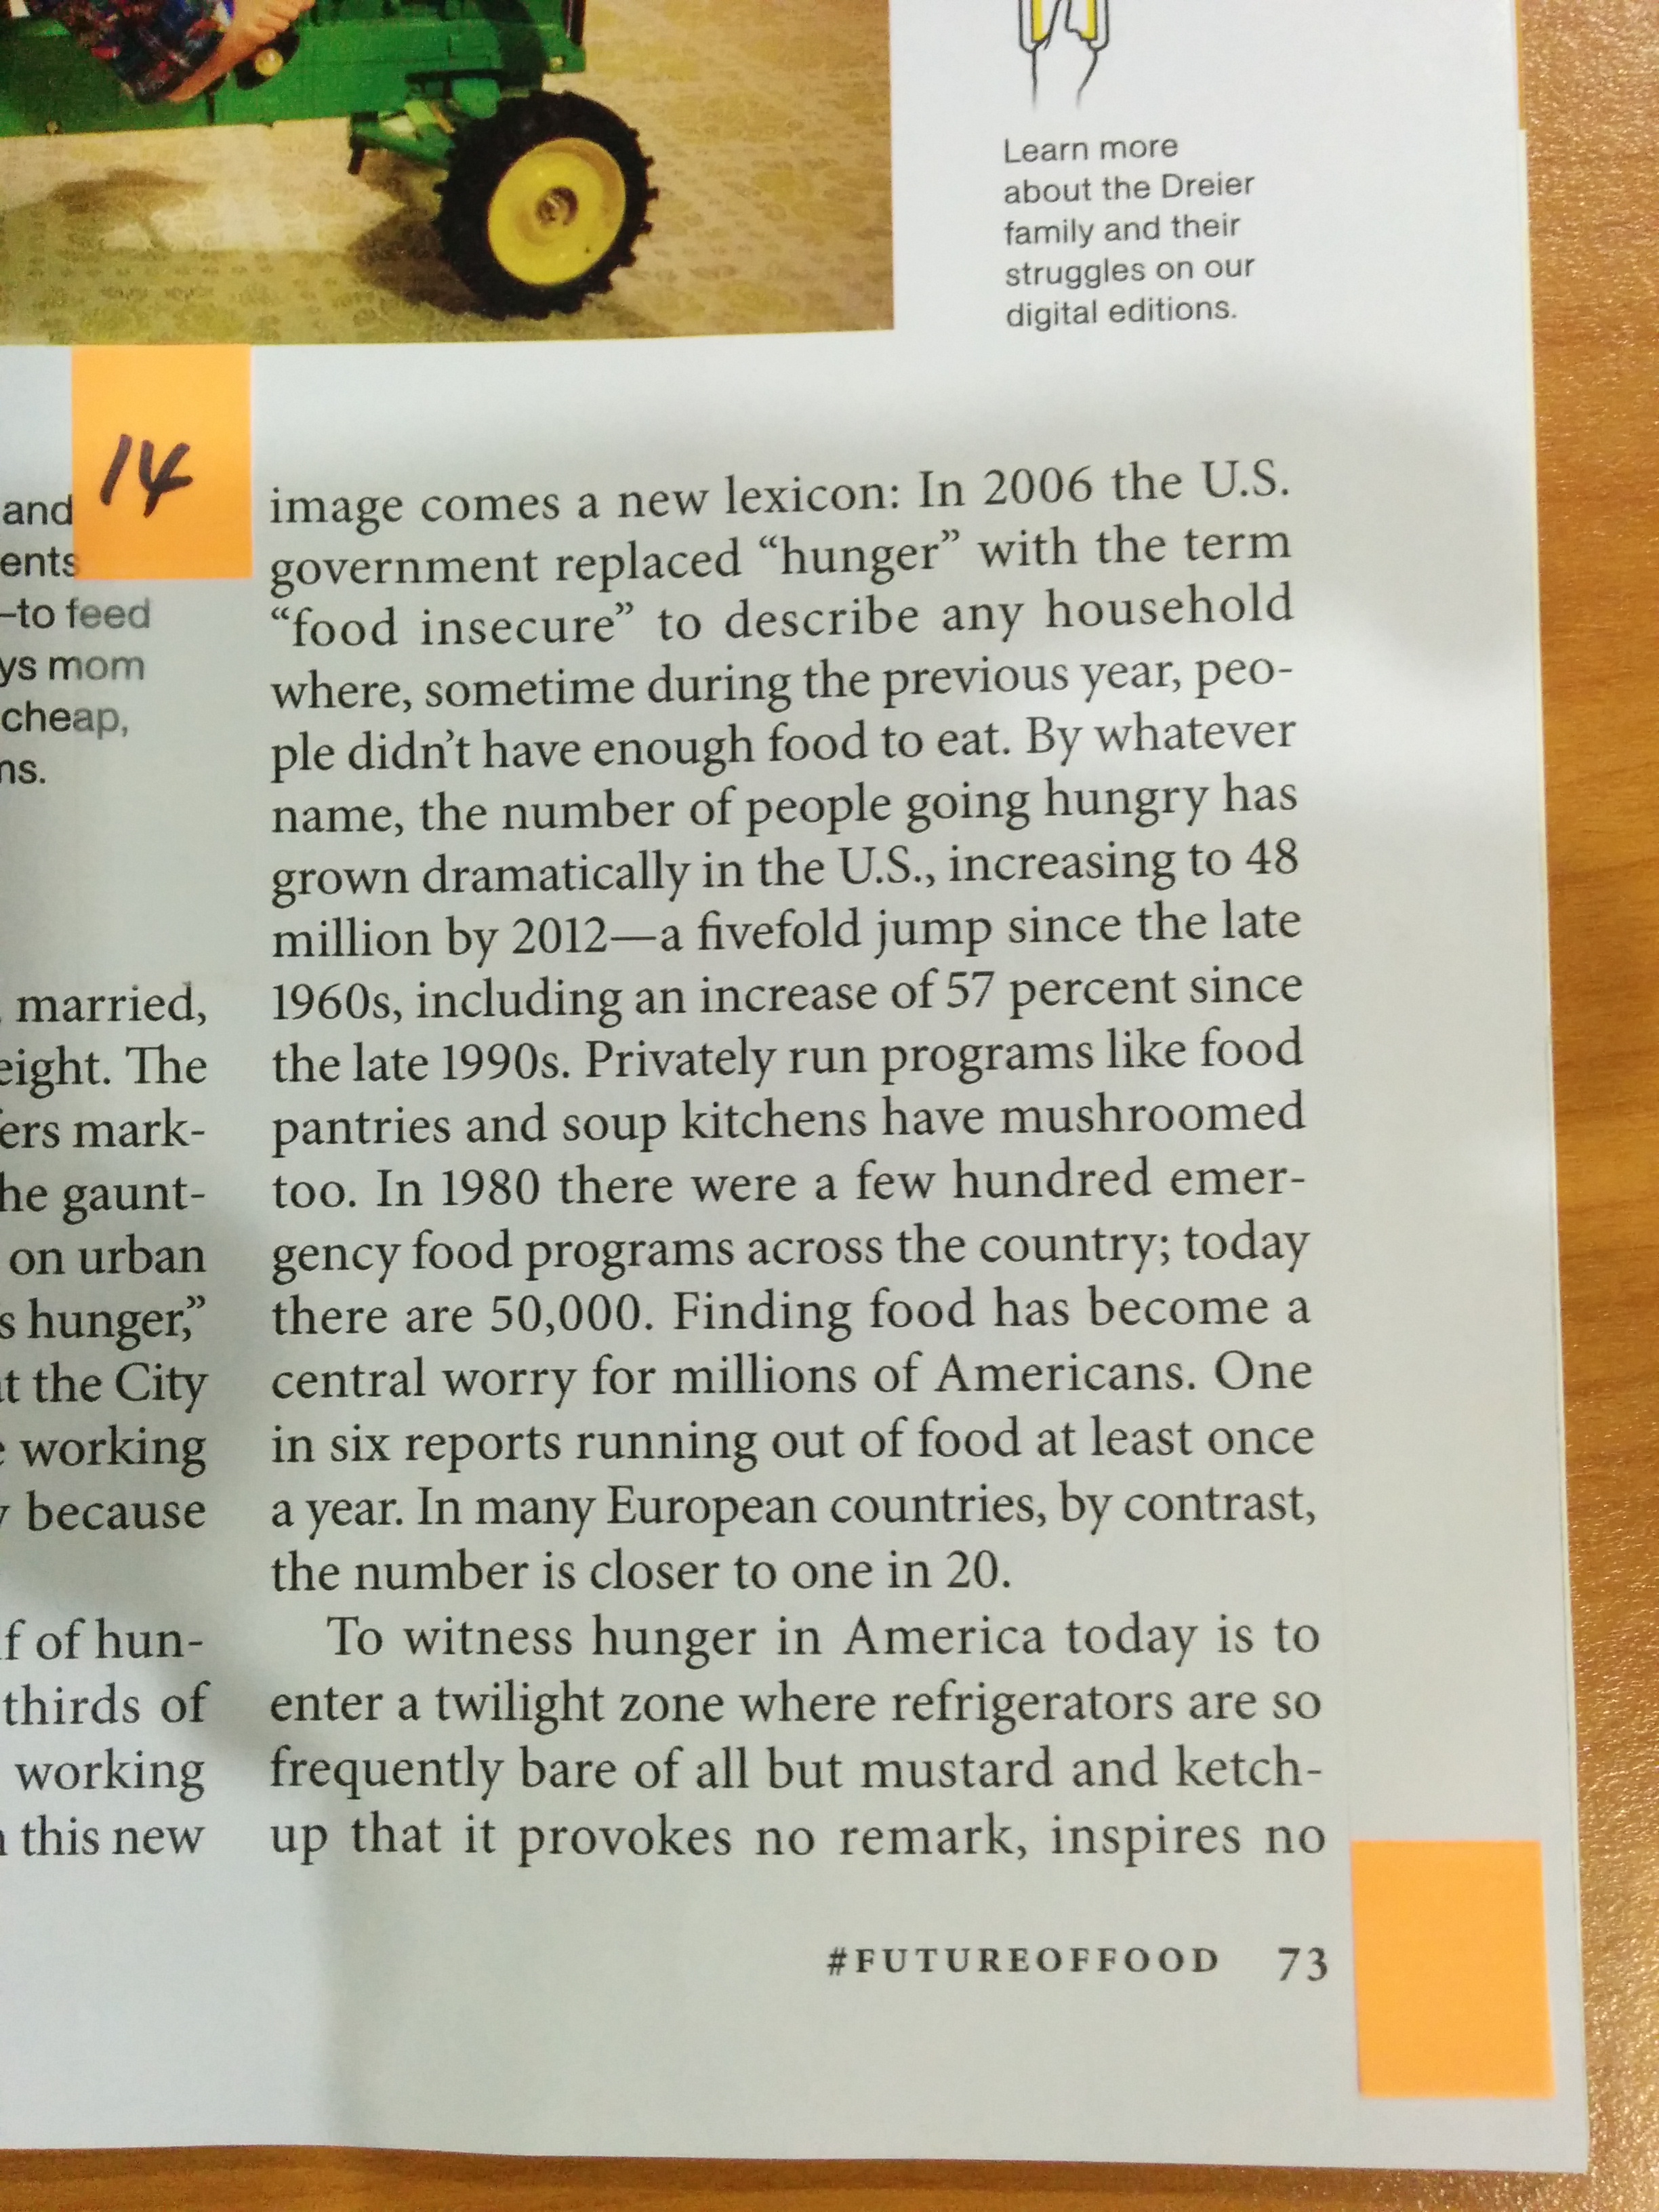 Learn more
about the Dreier
family and their
struggles on our
digital editions.
14
and
–to feed
mom
cheap,
married,
eight. The
mark-
gaunt-
on urban
hunger,”
the City
working
because
of hun-
thirds of
working
this new
image comes a new lexicon: In 2006 the U.S.
government replaced “hunger” with the term
“food insecure” to describe any household
where, sometime during the previous year, peo-
ple didn’t have enough food to eat. By whatever
name, the number of people going hungry has
grown dramatically in the U.S., increasing to 48
million by 2012—a fivefold jump since the late
1960s, including an increase of 57 percent since
the late 1990s. Privately run programs like food
pantries and soup kitchens have mushroomed
too. In 1980 there were a few hundred emer-
gency food programs across the country; today
there are 50,000. Finding food has become a
central worry for millions of Americans. One
in six reports running out of food at least once
a year. In many European countries, by contrast,
the number is closer to one in 20.
To witness hunger in America today is to
enter a twilight zone where refrigerators are so
frequently bare of all but mustard and ketch-
up that it provokes no remark, inspires no
#FUTUREOFFOOD 73